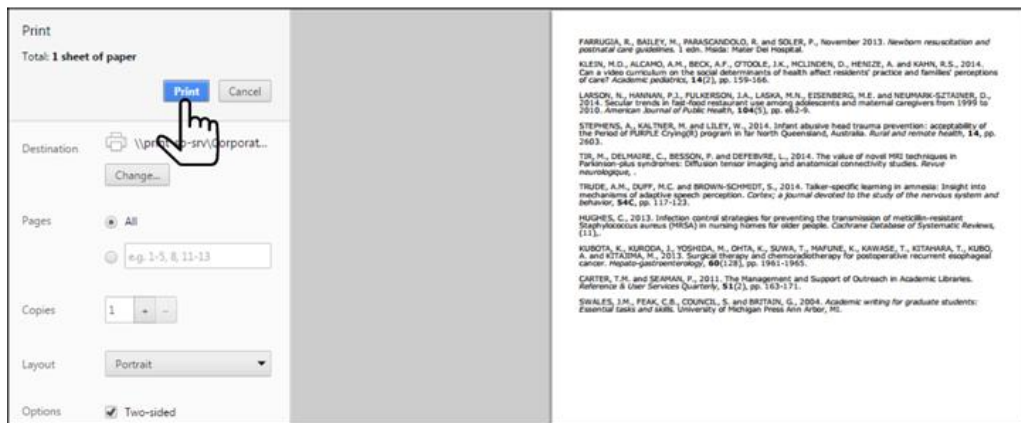 Print
Total: 1 sheet of paper
Print
Cancel
Destination
Change...
Pages
All
e.g. 1-5, 8, 11-13
Copies
1
+
-
Layout
Portrait
Options
Two-sided
FARRUGIA, R., BAILEY, M., PARASCANDOLO, R. and SOLER, P., November 2013. Newborn resuscitation and
postnatal care guidelines. 1 edn. Msida: Mater Dei Hospital.
KLEIN, M.D., ALCAMO, A.M., BECK, A.F., O'TOOLE, J.K., MCLINDEN, D., HENIZE, A. and KAHN, R.S., 2014.
Can a video curriculum on the social determinants of health affect residents' practice and families' perceptions
of care? Academic pediatrics, 14(2), pp. 159-166.
LARSON, N., HANNAN, P.J., FULKERSON, J.A., LASKA, M.N., EISENBERG, M.E. and NEUMARK-SZTAINER, D.,
2014. Secular trends in fast-food restaurant use among adolescents and maternal caregivers from 1999 to
2010. American Journal of Public Health, 104(5), pp. e62-9.
STEPHENS, A., KALTNER, M. and LILEY, W., 2014. Infant abusive head trauma prevention: acceptability of
the Period of PURPLE Crying(R) program in far North Queensland, Australia. Rural and remote health, 14, pp.
2603.
TIR, M., DELMAIRE, C., BESSON, P. and DEFEBVRE, L., 2014. The value of novel MRI techniques in
Parkinson-plus syndromes: Diffusion tensor imaging and anatomical connectivity studies. Revue
neurologique, .
TRUDE, A.M., DUFF, M.C. and BROWN-SCHMIDT, S., 2014. Talker-specific learning in amnesia: Insight into
mechanisms of adaptive speech perception. Cortex; a journal devoted to the study of the nervous system and
behavior, 54C, pp. 117-123.
HUGHES, C., 2013. Infection control strategies for preventing the transmission of meticillin-resistant
Staphylococcus aureus (MRSA) in nursing homes for older people. Cochrane Database of Systematic Reviews,
(11),.
KUBOTA, K., KURODA, J., YOSHIDA, M., OHTA, K., SUWA, T., MAFUNE, K., KAWASE, T., KITAHARA, T., KUBO,
A. and KITAJIMA, M., 2013. Surgical therapy and chemoradiotherapy for postoperative recurrent esophageal
cancer. Hepato-gastroenterology, 60(128), pp. 1961-1965.
CARTER, T.M. and SEAMAN, P., 2011. The Management and Support of Outreach in Academic Libraries.
Reference & User Services Quarterly, 51(2), pp. 163-171.
SWALES, J.M., FEAK, C.B., COUNCIL, S. and BRITAIN, G., 2004. Academic writing for graduate students:
Essential tasks and skills. University of Michigan Press Ann Arbor, MI.